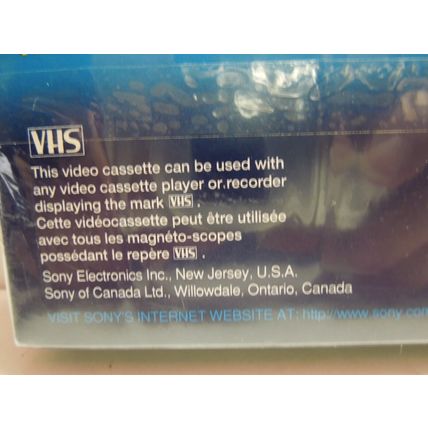 VHS
This video cassette can be used with
any video cassette player or recorder
displaying the mark VHS .
Cette vidéocassette peut être utilisée
avec tous les magnéto-scopes
possédant le repère VHS .
Sony Electronics Inc., New Jersey, U.S.A.
Sony of Canada Ltd., Willowdale, Ontario, Canada
VISIT SONY'S INTERNET WEBSITE AT: http://www.sony.com